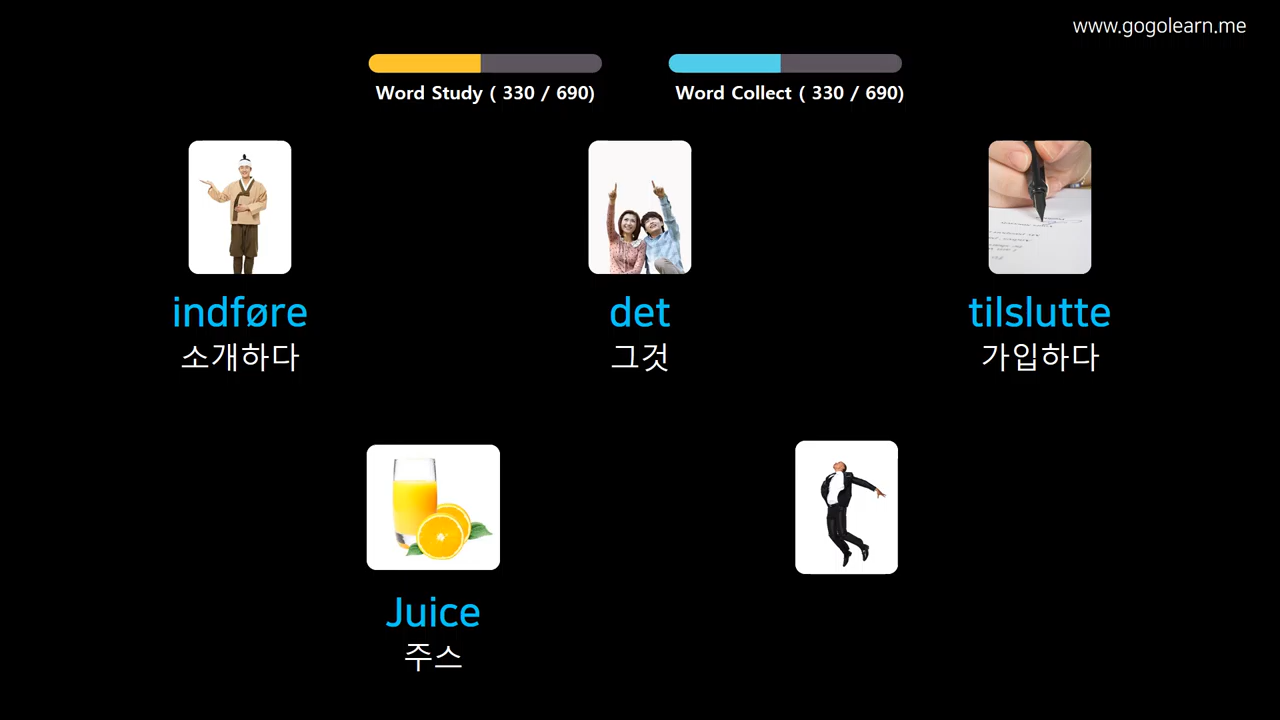 www.gogolearn.me
Word Study ( 330 / 690)
Word Collect ( 330 / 690)
indføre
소개하다
det
그것
tilslutte
가입하다
Juice
주스